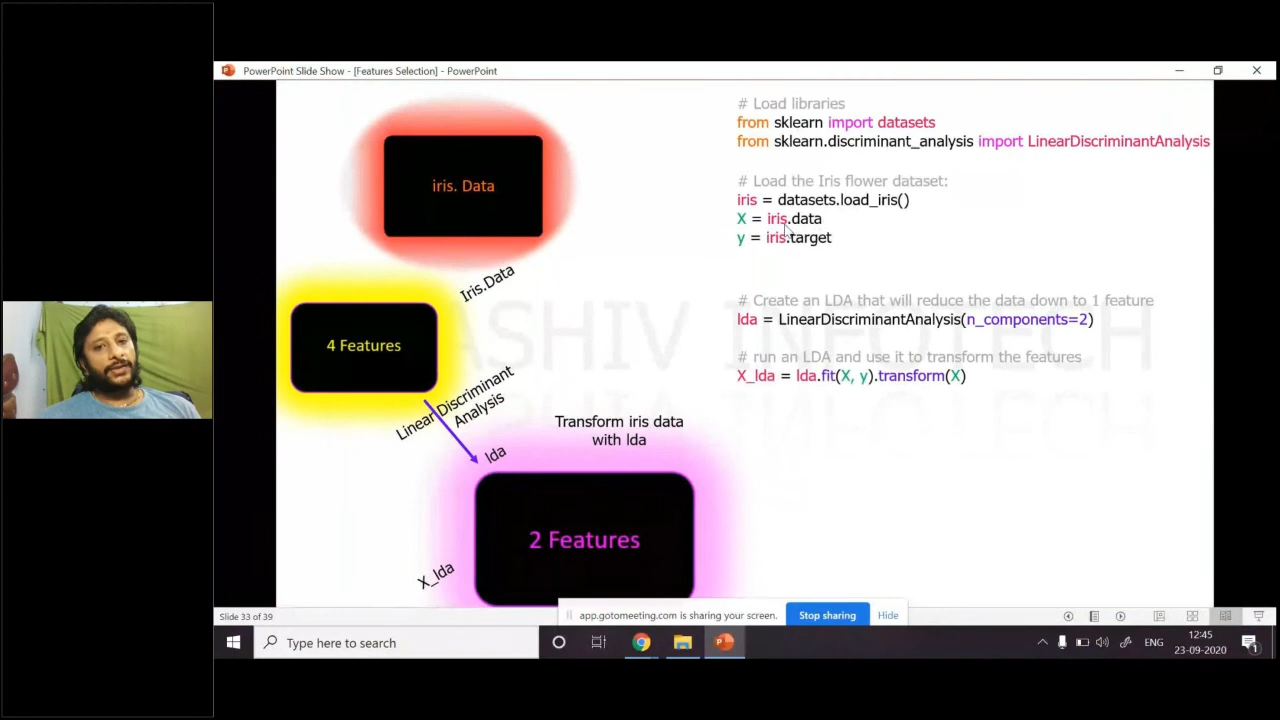 PowerPoint Slide Show - [Features Selection] - PowerPoint
iris. Data
Iris.Data
4 Features
Linear Discriminant
Analysis
lda
Transform iris data
with lda
2 Features
X_lda
# Load libraries
from sklearn import datasets
from sklearn.discriminant_analysis import LinearDiscriminantAnalysis
# Load the Iris flower dataset:
iris = datasets.load_iris()
X = iris.data
y = iris.target
# Create an LDA that will reduce the data down to 1 feature
lda = LinearDiscriminantAnalysis(n_components=2)
# run an LDA and use it to transform the features
X_lda = lda.fit(X, y).transform(X)
ASHIV INFOTECH
Slide 33 of 39
app.gotomeeting.com is sharing your screen.
Stop sharing
Hide
Type here to search
ENG
12:45
23-09-2020
1